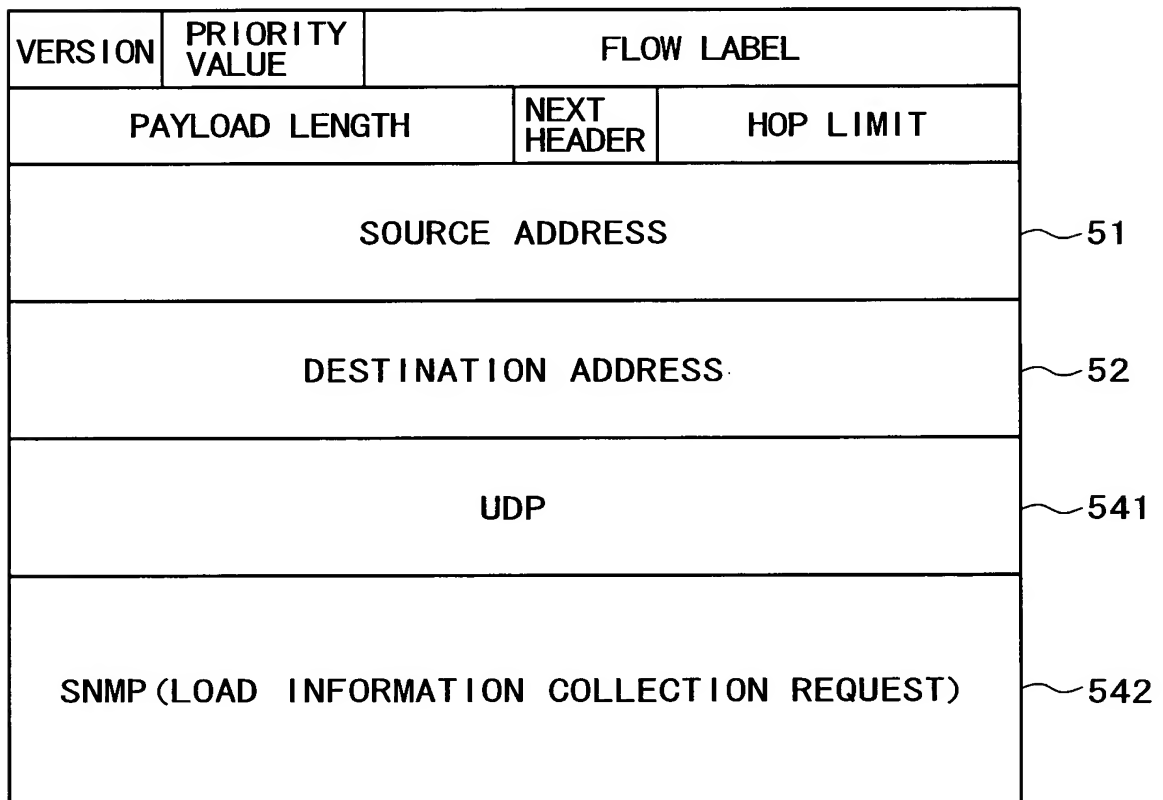 VERSION
PRIORITY
VALUE
FLOW LABEL
PAYLOAD LENGTH
NEXT
HEADER
HOP LIMIT
SOURCE ADDRESS
51
DESTINATION ADDRESS
52
UDP
541
SNMP(LOAD INFORMATION COLLECTION REQUEST)
542